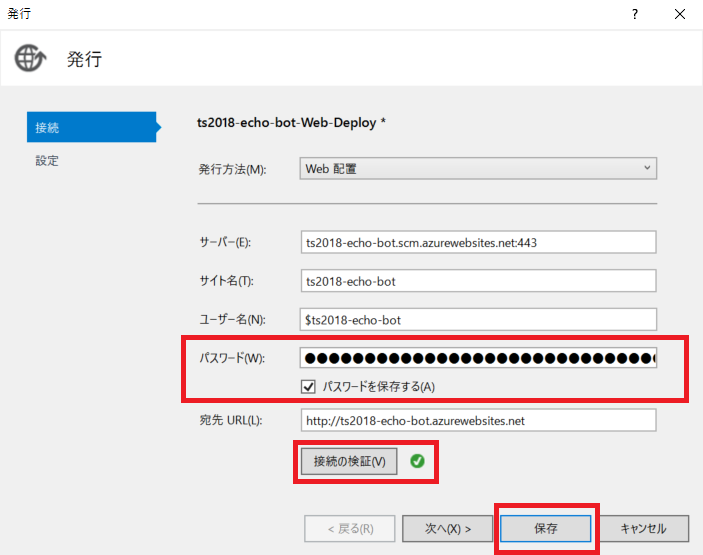 発行
発行
接続
設定
ts2018-echo-bot-Web-Deploy *
発行方法(M):
Web 配置
サーバー(E):
ts2018-echo-bot.scm.azurewebsites.net:443
サイト名(T):
ts2018-echo-bot
ユーザー名(N):
$ts2018-echo-bot
パスワード(W):
パスワードを保存する(A)
宛先 URL(L):
http://ts2018-echo-bot.azurewebsites.net
接続の検証(V)
< 戻る(R)
次へ(X) >
保存
キャンセル